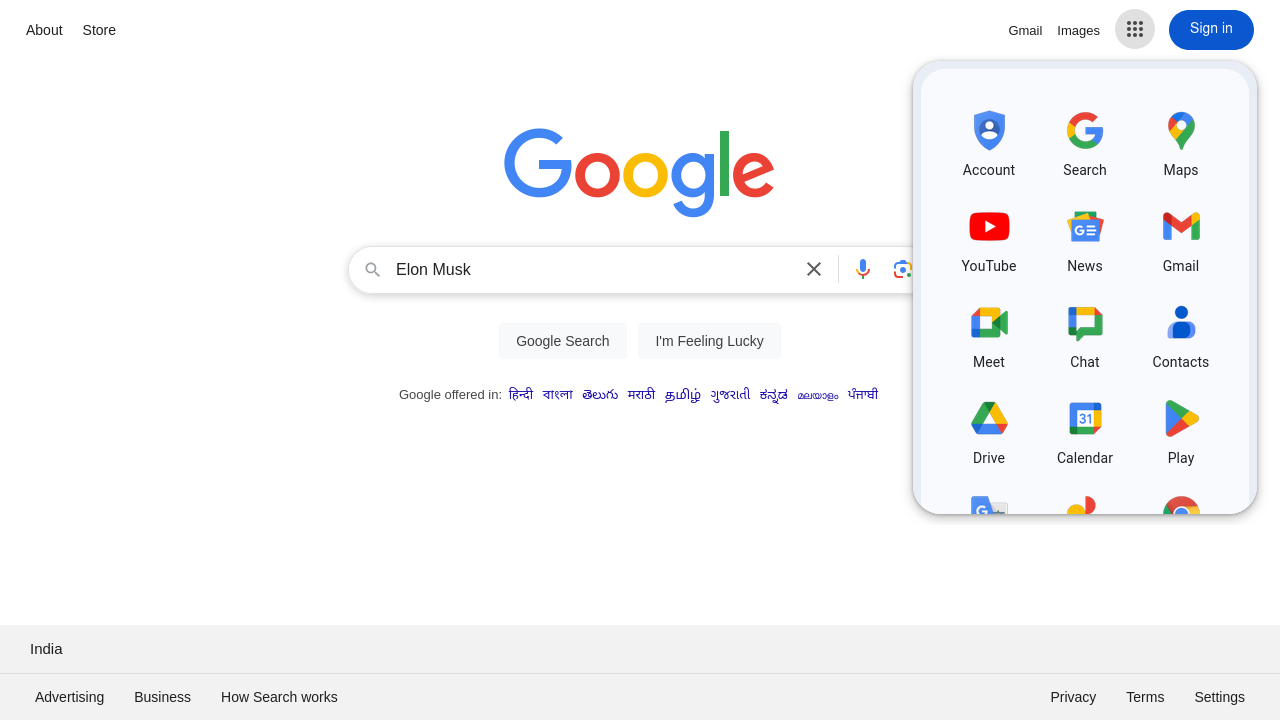 About Store Gmail Images Sign in
Google
Elon Musk
Google Search I'm Feeling Lucky
Google offered in: हिन्दी বাংলা తెలుగు मराठी தமிழ் ગુજરાતી ಕನ್ನಡ മലയാളം ਪੰਜਾਬੀ
Account Search Maps
YouTube News Gmail
Meet Chat Contacts
Drive Calendar Play
31
India
Advertising Business How Search works Privacy Terms Settings